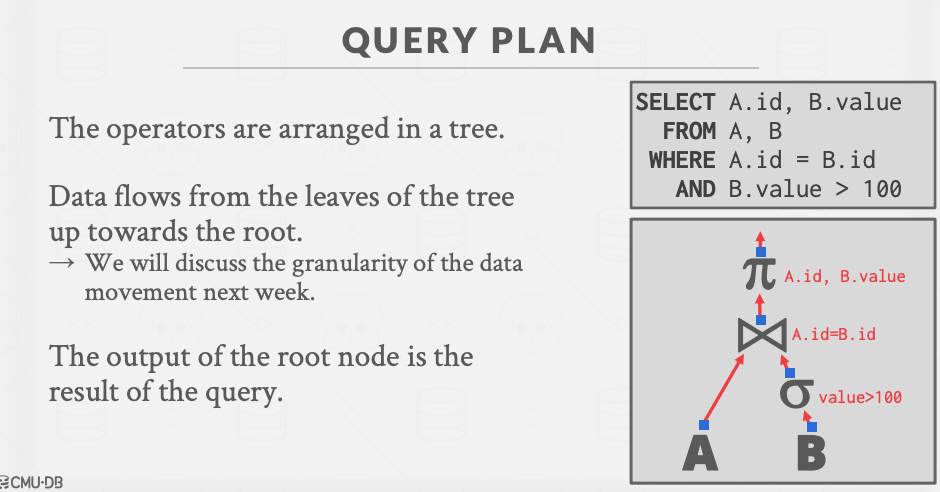 QUERY PLAN
The operators are arranged in a tree.
Data flows from the leaves of the tree
up towards the root.
→ We will discuss the granularity of the data
movement next week.
The output of the root node is the
result of the query.
SELECT A.id, B.value
FROM A, B
WHERE A.id = B.id
AND B.value > 100
π A.id, B.value
⋈ A.id=B.id
σ value>100
A B
CMU·DB